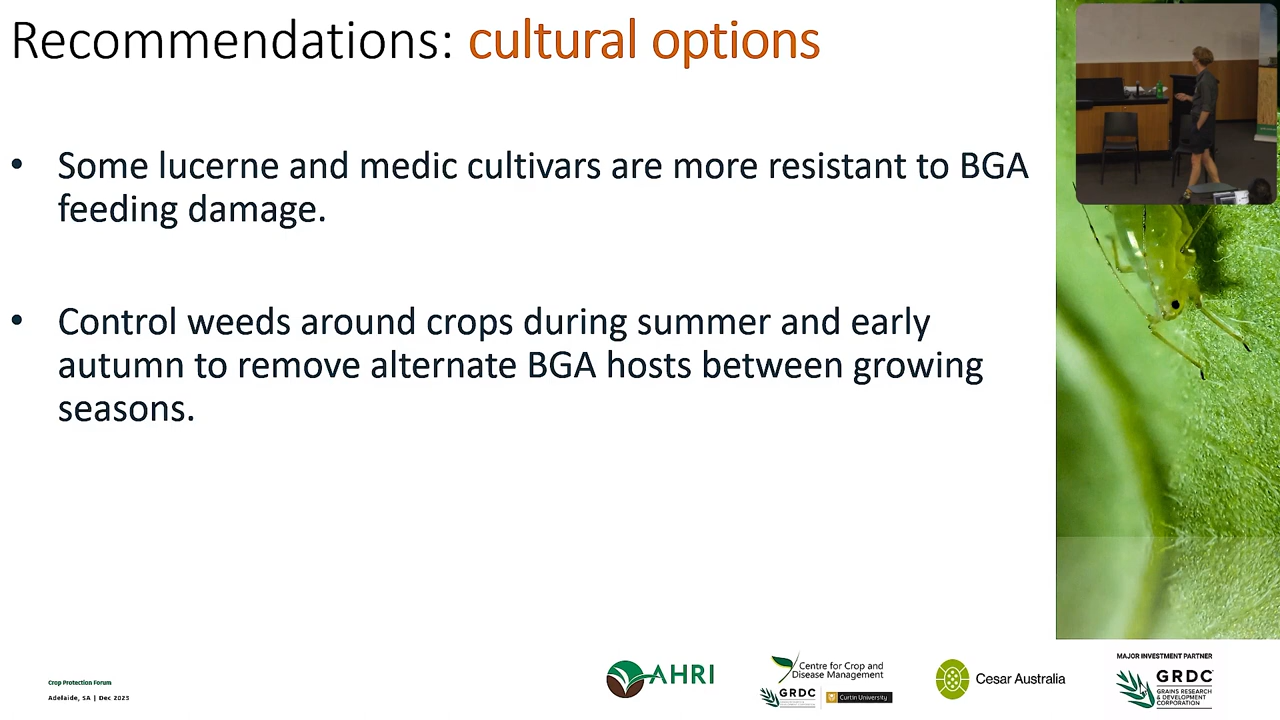 Recommendations: cultural options
• Some lucerne and medic cultivars are more resistant to BGA
feeding damage.
• Control weeds around crops during summer and early
autumn to remove alternate BGA hosts between growing
seasons.
Crop Protection Forum
Adelaide, SA | Dec 2023
AHRI
Centre for Crop and
Disease Management
GRDC
Curtin University
Cesar Australia
MAJOR INVESTMENT PARTNER
GRDC
GRAINS RESEARCH
& DEVELOPMENT
CORPORATION